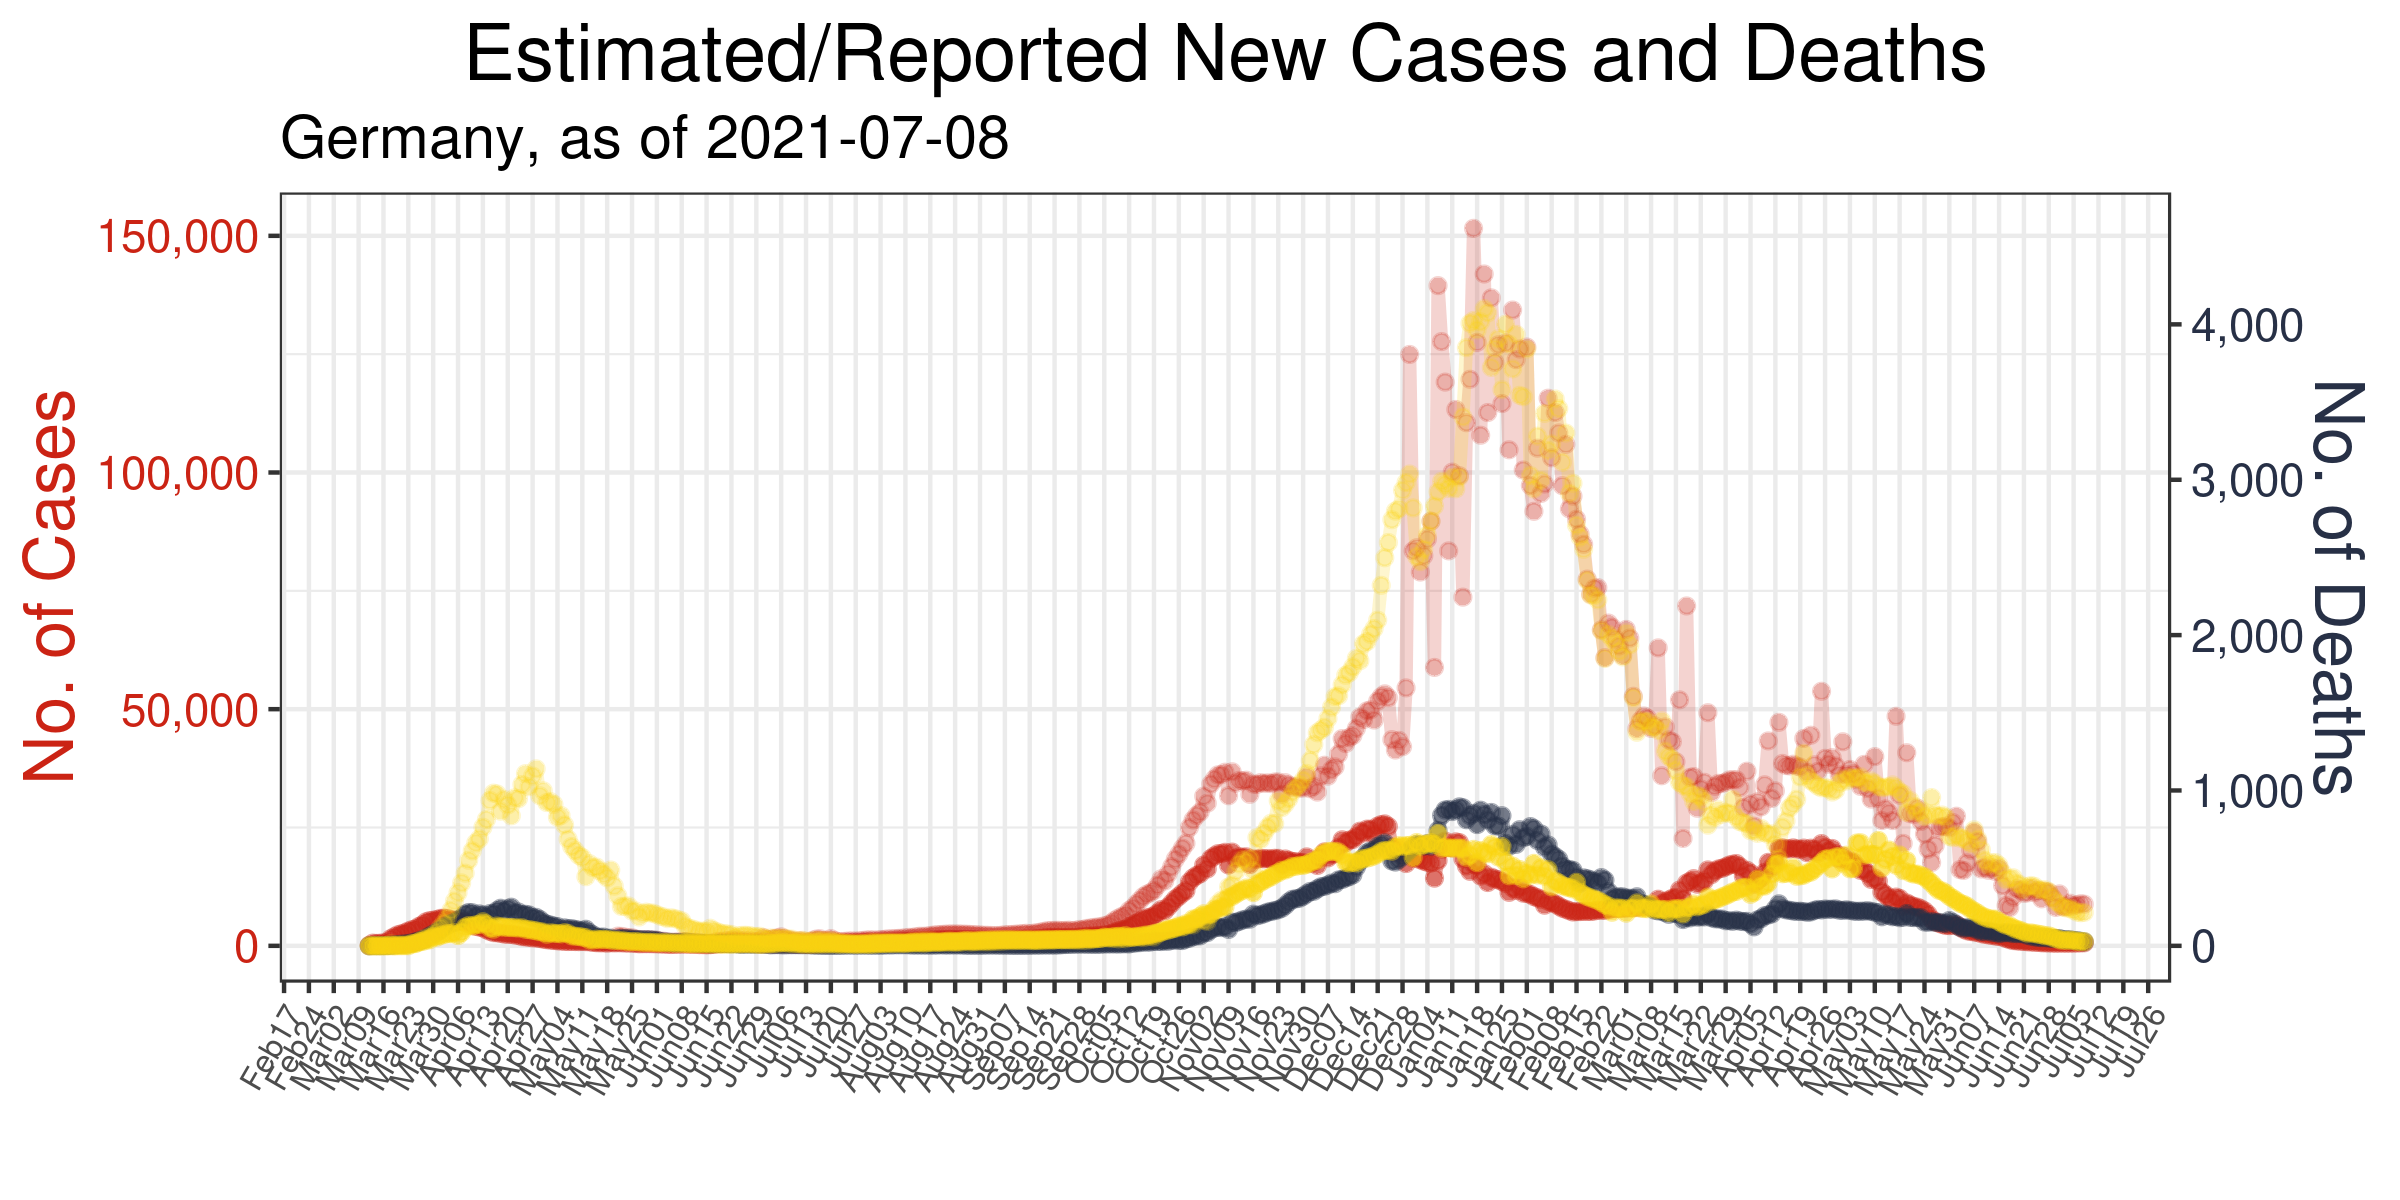 Estimated/Reported New Cases and Deaths
Germany, as of 2021-07-08
No. of Cases
150,000
100,000
50,000
0
No. of Deaths
4,000
3,000
2,000
1,000
0
Feb17
Feb24
Mar02
Mar09
Mar16
Mar23
Mar30
Apr06
Apr13
Apr20
Apr27
May04
May11
May18
May25
Jun01
Jun08
Jun15
Jun22
Jun29
Jul06
Jul13
Jul20
Jul27
Aug03
Aug10
Aug17
Aug24
Aug31
Sep07
Sep14
Sep21
Sep28
Oct05
Oct12
Oct19
Oct26
Nov02
Nov09
Nov16
Nov23
Nov30
Dec07
Dec14
Dec21
Dec28
Jan04
Jan11
Jan18
Jan25
Feb01
Feb08
Feb15
Feb22
Mar01
Mar08
Mar15
Mar22
Mar29
Apr05
Apr12
Apr19
Apr26
May03
May10
May17
May24
May31
Jun07
Jun14
Jun21
Jun28
Jul05
Jul12
Jul19
Jul26